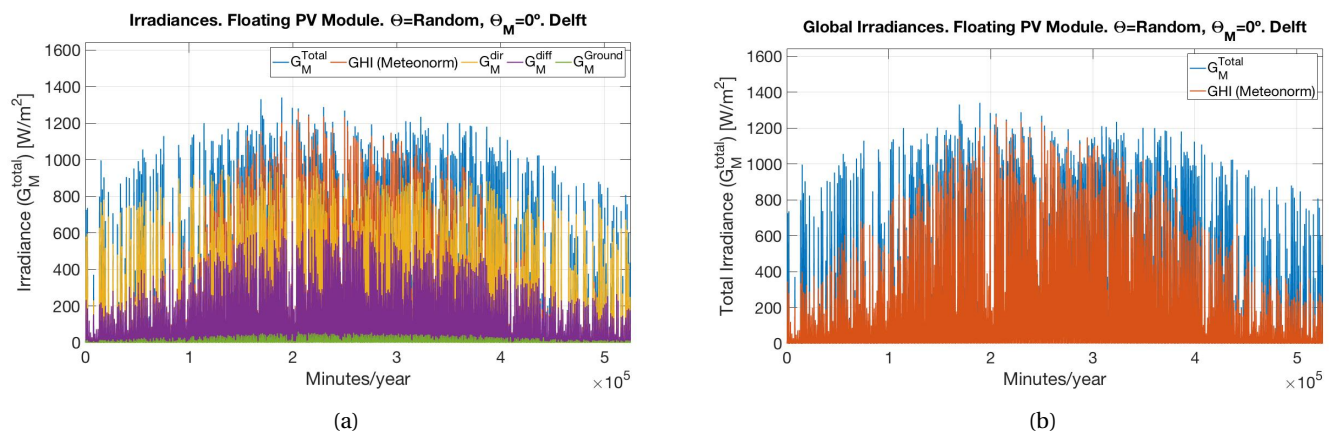 Irradiances. Floating PV Module. Θ=Random, Θ_M=0º. Delft
G_M^Total GHI (Meteonorm) G_M^dir G_M^diff G_M^Ground
Irradiance (G_M^total) [W/m²]
1600
1400
1200
1000
800
600
400
200
0
0 1 2 3 4 5
Minutes/year
×10⁵
(a)
Global Irradiances. Floating PV Module. Θ=Random, Θ_M=0º. Delft
G_M^Total
GHI (Meteonorm)
Total Irradiance (G_M^total) [W/m²]
1600
1400
1200
1000
800
600
400
200
0
0 1 2 3 4 5
Minutes/year
×10⁵
(b)